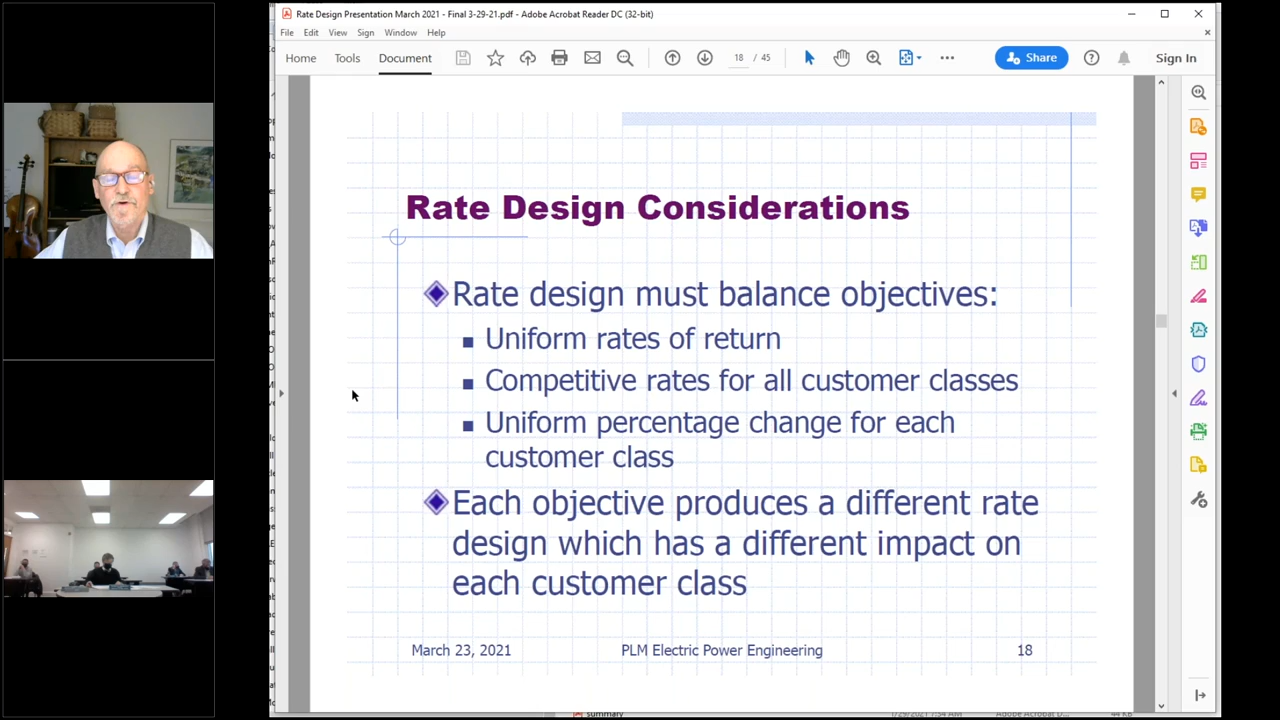 Rate Design Presentation March 2021 - Final 3-29-21.pdf - Adobe Acrobat Reader DC (32-bit)
File Edit View Sign Window Help
Home Tools Document 18 / 45 Share Sign In
Rate Design Considerations
Rate design must balance objectives:
Uniform rates of return
Competitive rates for all customer classes
Uniform percentage change for each
customer class
Each objective produces a different rate
design which has a different impact on
each customer class
March 23, 2021 PLM Electric Power Engineering 18
summary